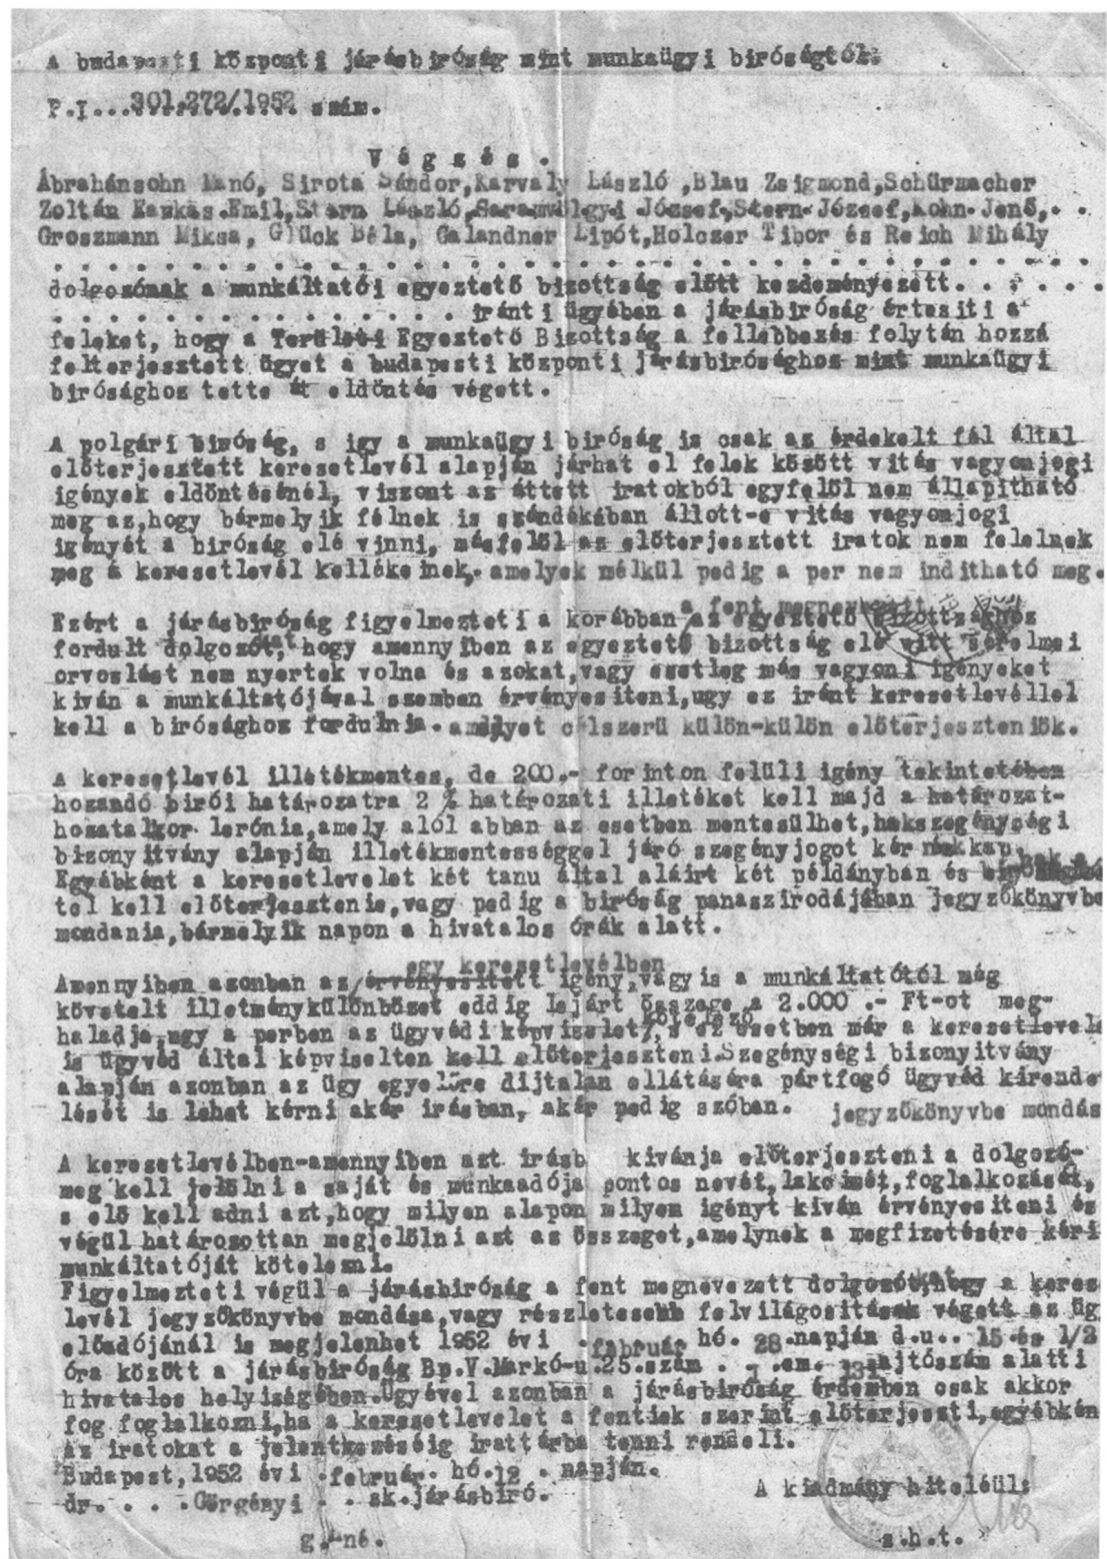 A budapesti központi járásbiróság mint munkaügyi biróságtól.
P.I...301.272/1952 szám.
V é g z é s .
Ábrahánsohn Manó, Sirota Sándor,Karvaly László ,Blau Zsigmond,Schürmacher
Zoltán Emil,Stern László, József,Stern József,Kohn Jenő,. .
Groszmann Miksa, Glück Béla, Galandner Lipót,Holczer Tibor és Reich Mihály
dolgozónak a munkáltatói egyeztető bizottság előtt kezdeményezett. . . . . .
. . . . . . . . . . . . . . . . iránti ügyében a járásbiróság értesiti a
feleket, hogy a Területi Egyeztető Bizottság a fellebbezés folytán hozzá
felterjesztett ügyet a budapesti központi járásbirósághoz mint munkaügyi
birósághoz tette át eldöntés végett.
A polgári biróság, s igy a munkaügyi biróság is csak az érdekelt fél által
előterjesztett keresetlevél alapján járhat el felek között vitás vagyonjogi
igények eldöntésénél, viszont az áttett iratokból egyfelől nem állapitható
meg az,hogy bármelyik félnek is szándékában állott-e vitás vagyonjogi
igényét a biróság elé vinni, másfelől az előterjesztett iratok nem felelnek
meg a keresetlevél kellékeinek, amelyek nélkül pedig a per nem inditható meg.
a fent megnevezett
Ezért a járásbiróság figyelmezteti a korábban az egyeztető bizottsághoz
fordult dolgozót, hogy amennyiben az egyeztető bizottság elé vitt sérelmei
orvoslást nem nyertek volna és azokat,vagy esetleg más vagyoni igényeket
kiván a munkáltatójával szemben érvényesiteni,ugy ez iránt keresetlevéllel
kell a birósághoz fordulnia. amelyet célszerü külön-külön előterjeszteniök.
A keresetlevél illetékmentes, de 200.- forinton felüli igény tekintetében
hozandó birói határozatra 2 % határozati illetéket kell majd a határozat-
hozatalkor lerónia,amely alól abban az esetben mentesülhet,ha szegénységi
bizonyitvány alapján illetékmentességgel járó szegényjogot kér
Egyébként a keresetlevelet két tanu által aláirt két példányban és
tel kell előterjesztenie,vagy pedig a biróság panaszirodájában jegyzőkönyvbe
mondania,bármelyik napon a hivatalos órák alatt.
egy keresetlevélben
Amennyiben azonban az/érvényesitett igény,vagyis a munkáltatótól még
követelt illetménykülönbözet eddig lejárt összege a 2.000 .- Ft-ot meg-
kötelező
haladja,ugy a perben az ügyvédi képviselet/, s ez esetben már a keresetlevele
is ügyvéd által képviselten kell előterjeszteni.Szegénységi bizonyitvány
alapján azonban az ügy egyelőre dijtalan ellátására pártfogó ügyvéd kirende
lését is lehet kérni akár irásban, akár pedig szóban. jegyzőkönyvbe mondás
A keresetlevélben-amennyiben azt irásb kivánja előterjeszteni a dolgozó-
meg kell jelölni a saját és munkaadója pontos nevét,lakcimét,foglalkozását,
s elő kell adni azt,hogy milyen alapon milyen igényt kiván érvényesiteni és
végül határozottan megjelölni azt az összeget,amelynek a megfizetésére kéri
munkáltatóját kötelezni.
Figyelmezteti végül a járásbiróság a fent megnevezett dolgozót,hogy a keres
levél jegyzőkönyvbe mondása,vagy részletesebb felvilágositások végett az üg
előadójánál is megjelenhet 1952 évi .február hó. 28 .napján d.u.. 15 és 1/2
óra között a járásbiróság Bp.V.Markó-u.25.szám . - .em. 131 ajtószám alatti
hivatalos helyiségében.Ügyével azonban a járásbiróság érdemben csak akkor
fog foglalkozni,ha a keresetlevelet a fentiek szerint előterjeszti,egyébkén
az iratokat a jelentkezéséig irattárba tenni rendeli.
Budapest,1952 évi .február. hó.12 . napján.
dr. . . . Görgényi . . sk.járásbiró.
A kiadmány hiteléül:
s.h.t.